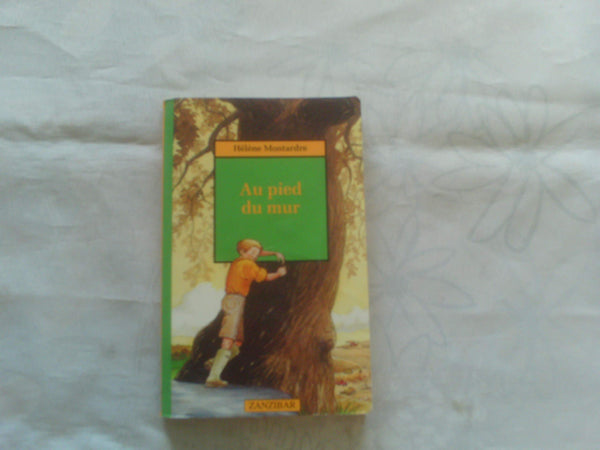 Hélène Montardre
Au pied
du mur
ZANZIBAR